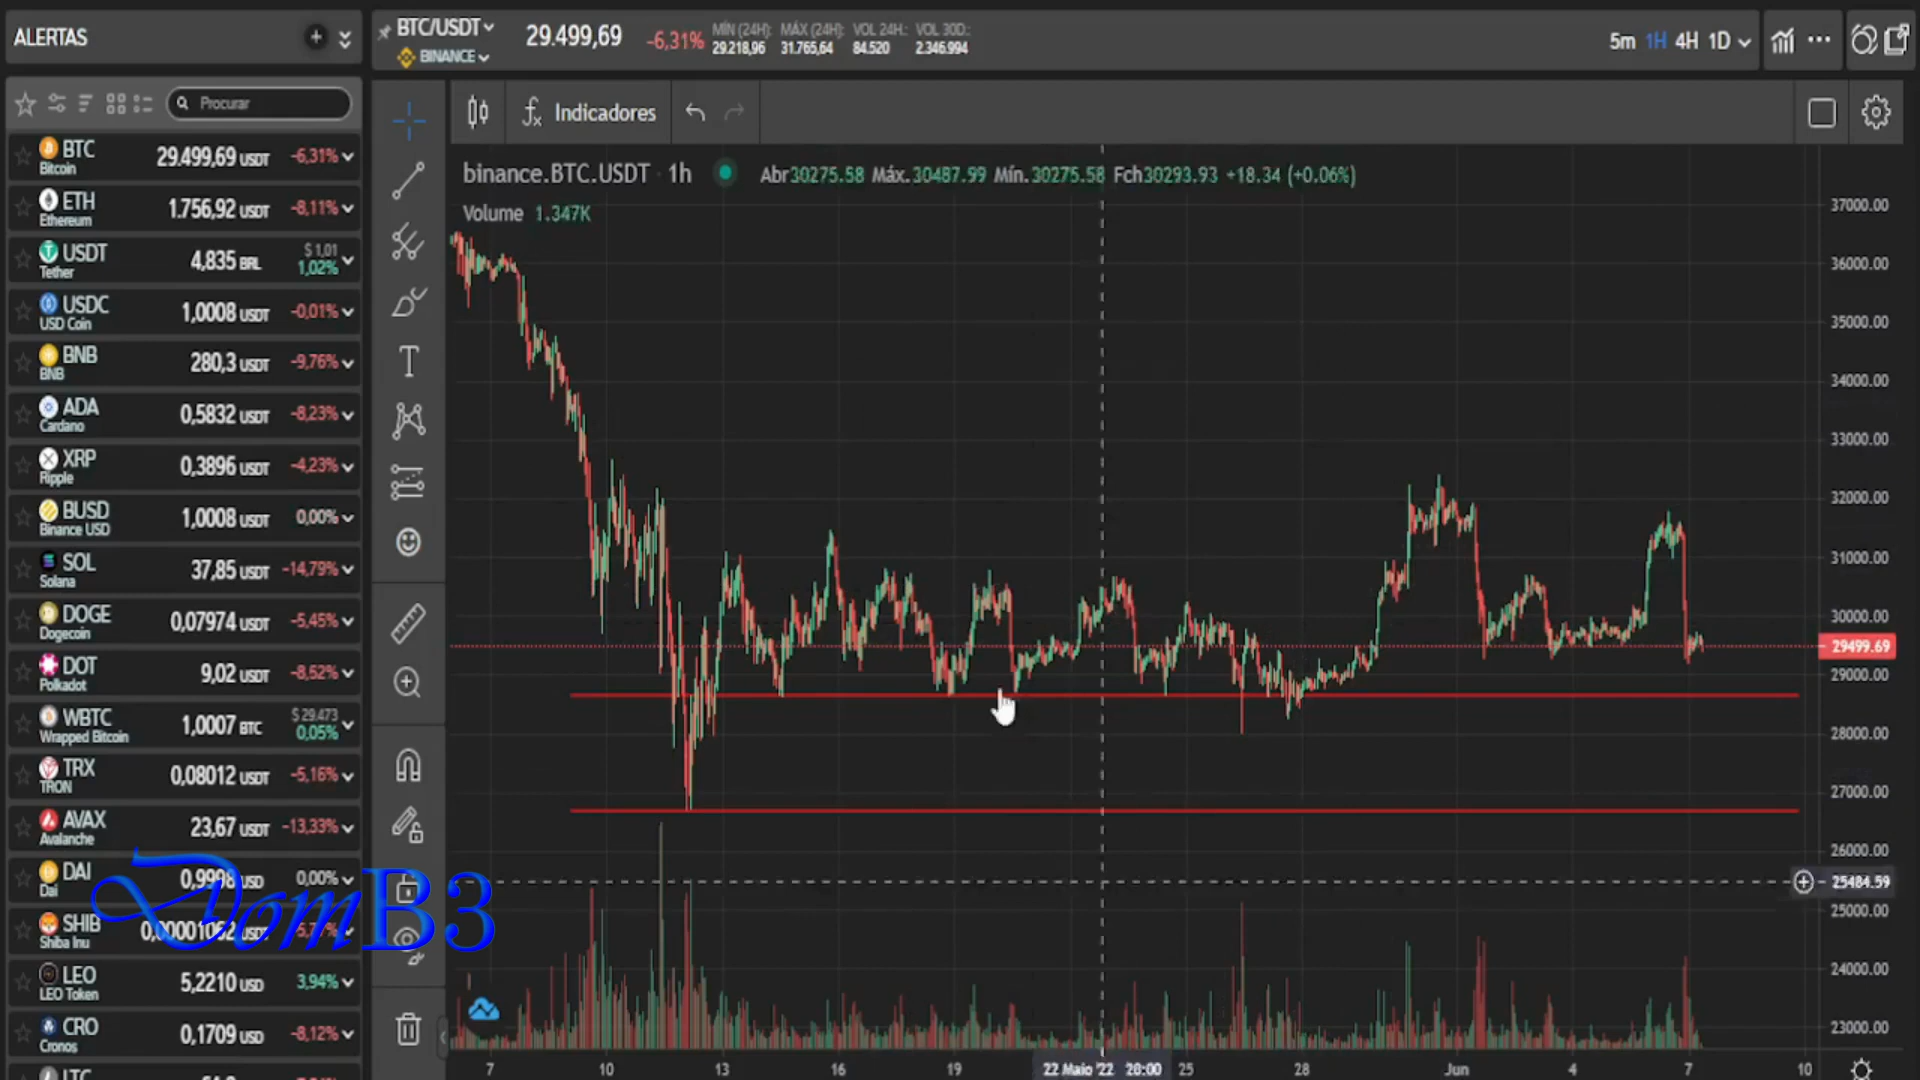 ALERTAS
BTC/USDT
BINANCE
29.499,69
-6,31%
MÍN (24H):
29.218,96
MÁX (24H):
31.765,64
VOL 24H.:
84.520
VOL 30D.:
2.346.994
5m 1H 4H 1D
Procurar
Indicadores
BTC 29.499,69 USDT -6,31%
Bitcoin
ETH 1.756,92 USDT -8,11%
Ethereum
USDT 4,835 BRL $ 1,01
Tether 1,02%
USDC 1,0008 USDT -0,01%
USD Coin
BNB 280,3 USDT -9,76%
BNB
ADA 0,5832 USDT -8,23%
Cardano
XRP 0,3896 USDT -4,23%
Ripple
BUSD 1,0008 USDT 0,00%
Binance USD
SOL 37,85 USDT -14,79%
Solana
DOGE 0,07974 USDT -5,45%
Dogecoin
DOT 9,02 USDT -8,52%
Polkadot
WBTC 1,0007 BTC $ 29.473
Wrapped Bitcoin 0,05%
TRX 0,08012 USDT -5,16%
TRON
AVAX 23,67 USDT -13,33%
Avalanche
DAI 0,9998 USD 0,00%
Dai
SHIB
Shiba Inu
LEO 5,2210 USD 3,94%
LEO Token
CRO 0,1709 USD -8,12%
Cronos
LTC
DomB3
binance.BTC.USDT · 1h
Abr30275.58 Máx.30487.99 Mín.30275.58 Fch30293.93 +18.34 (+0.06%)
Volume 1.347K
37000.00
36000.00
35000.00
34000.00
33000.00
32000.00
31000.00
30000.00
29499.69
29000.00
28000.00
27000.00
26000.00
25484.59
25000.00
24000.00
23000.00
7 10 13 16 19 22 Maio '22 20:00 25 28 Jun 4 7 10